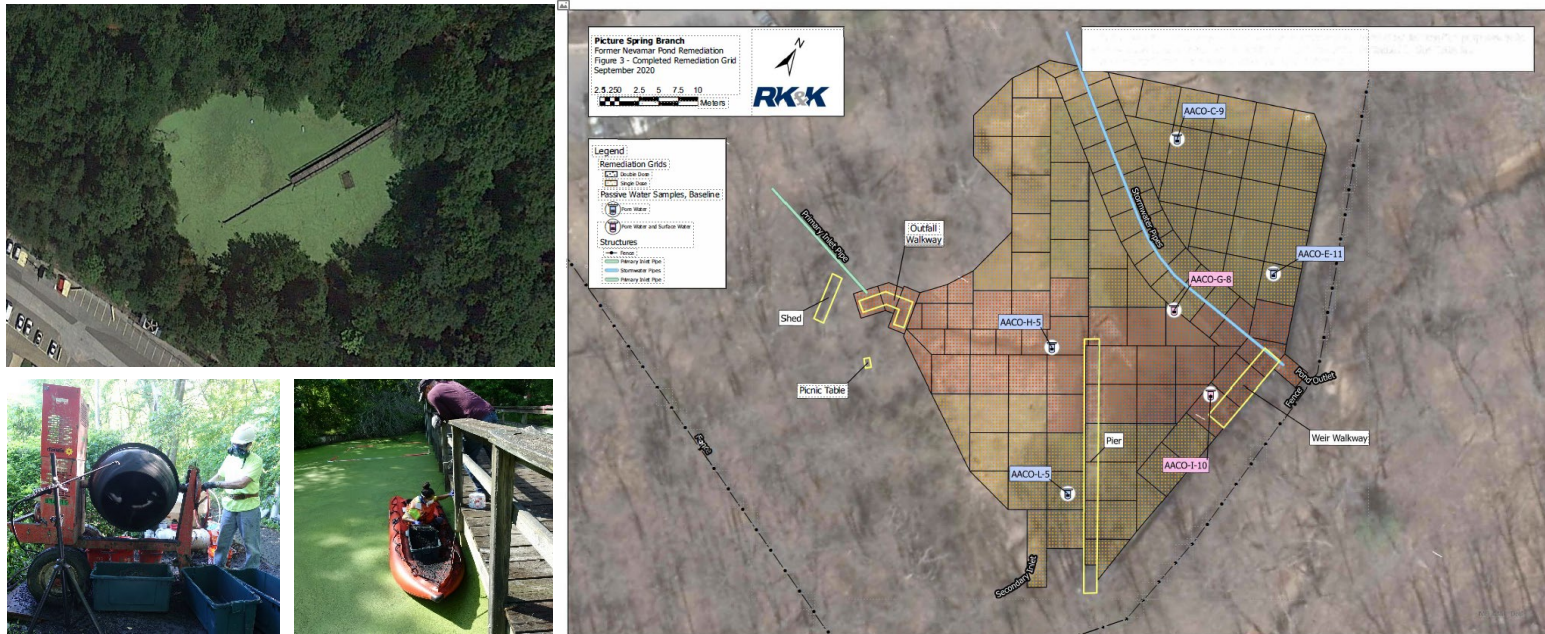 Picture Spring Branch
Former Nevamar Pond Remediation
Figure 3 - Completed Remediation Grid
September 2020
2.51.250 2.5 5 7.5 10
Meters
N
RK&K
Legend
Remediation Grids
Double Dose
Single Dose
Passive Water Samples, Baseline
Pore Water
Pore Water and Surface Water
Structures
Fence
Primary Inlet Pipe
Stormwater Pipes
Primary Inlet Pipe
AACO-C-9
Primary Inlet Pipe
Outfall
Walkway
Stormwater Pipes
AACO-E-11
AACO-G-8
Shed
AACO-H-5
Picnic Table
Pond Outlet
Fence
Fence
Pier
Weir Walkway
AACO-I-10
AACO-L-5
Secondary Inlet